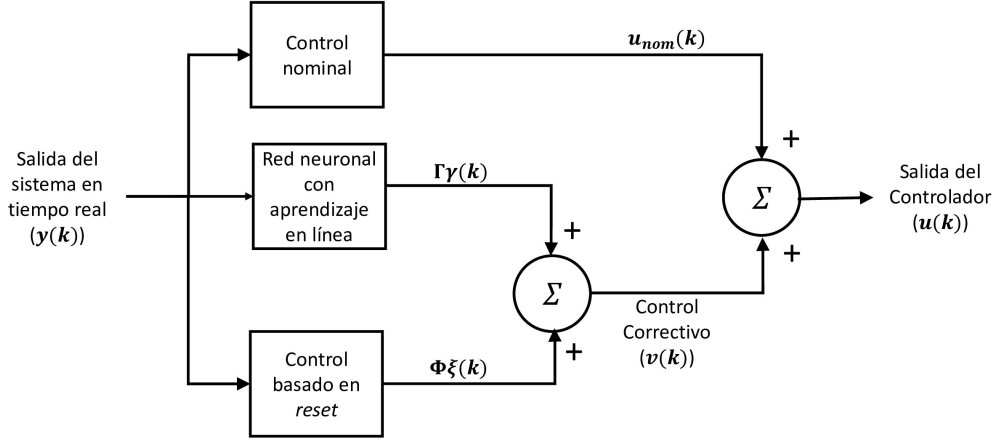 Control
nominal
u_nom(k)
+
Salida del
sistema en
tiempo real
(y(k))
Red neuronal
con
aprendizaje
en línea
Γγ(k)
+
Σ
+
Control
basado en
reset
Φξ(k)
Control
Correctivo
(v(k))
Σ
+
Salida del
Controlador
(u(k))